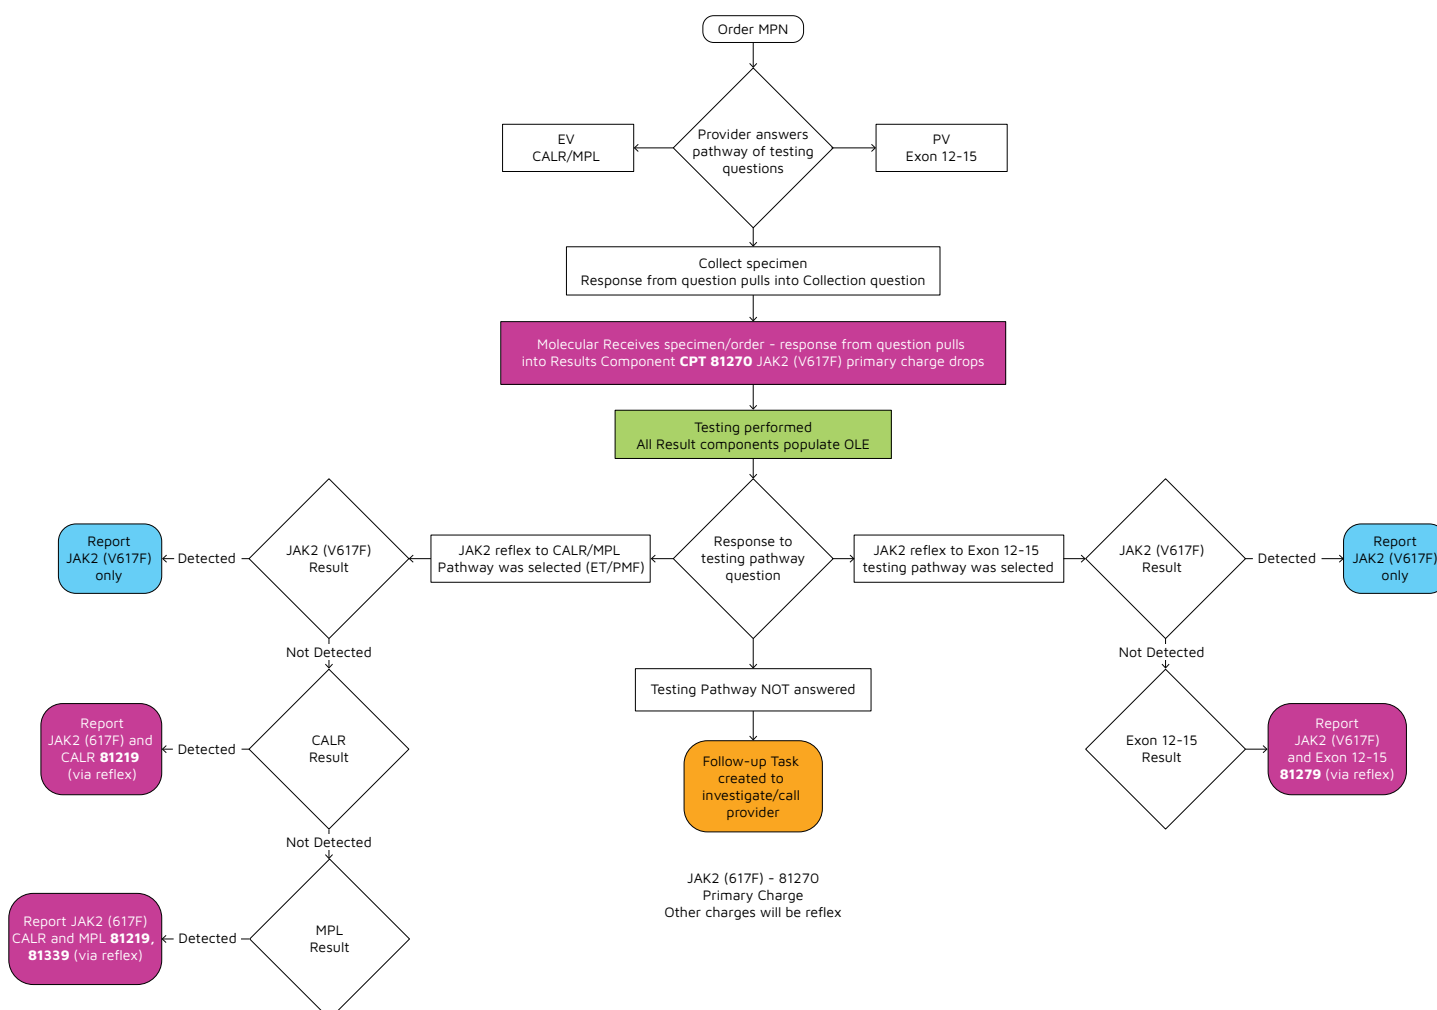 Order MPN
Provider answers
pathway of testing
questions
EV
CALR/MPL
PV
Exon 12-15
Collect specimen
Response from question pulls into Collection question
Molecular Receives specimen/order - response from question pulls
into Results Component CPT 81270 JAK2 (V617F) primary charge drops
Testing performed
All Result components populate OLE
Response to
testing pathway
question
JAK2 reflex to CALR/MPL
Pathway was selected (ET/PMF)
JAK2 (V617F)
Result
Detected
Report
JAK2 (V617F)
only
Not Detected
CALR
Result
Detected
Report
JAK2 (617F) and
CALR 81219
(via reflex)
Not Detected
MPL
Result
Detected
Report JAK2 (617F)
CALR and MPL 81219,
81339 (via reflex)
Testing Pathway NOT answered
Follow-up Task
created to
investigate/call
provider
JAK2 (617F) - 81270
Primary Charge
Other charges will be reflex
JAK2 reflex to Exon 12-15
testing pathway was selected
JAK2 (V617F)
Result
Detected
Report
JAK2 (V617F)
only
Not Detected
Exon 12-15
Result
Report
JAK2 (V617F)
and Exon 12-15
81279 (via reflex)